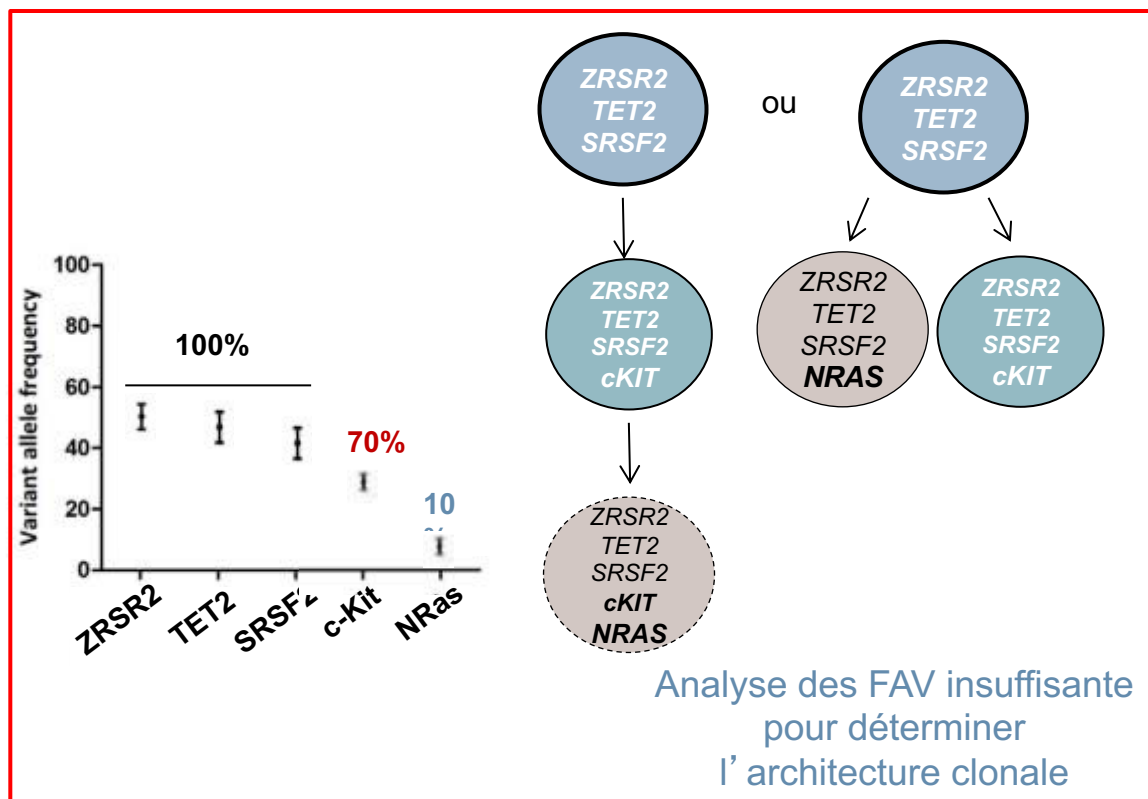 ZRSR2
TET2
SRSF2
ou
ZRSR2
TET2
SRSF2
Variant allele frequency
100
80
60
40
20
0
100%
70%
10
%
ZRSR2
TET2
SRSF2
c-Kit
NRas
ZRSR2
TET2
SRSF2
cKIT
ZRSR2
TET2
SRSF2
NRAS
ZRSR2
TET2
SRSF2
cKIT
ZRSR2
TET2
SRSF2
cKIT
NRAS
Analyse des FAV insuffisante
pour déterminer
l’ architecture clonale